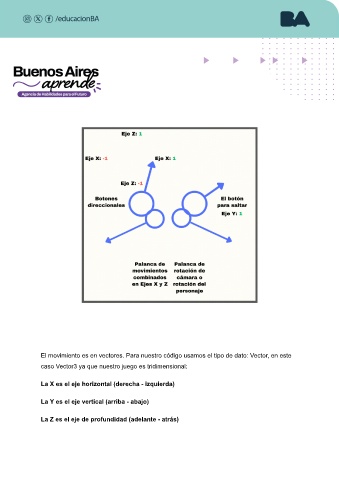 /educacionBA
BA
Buenos Aires
aprende
Agencia de Habilidades para el Futuro
Eje Z: 1
Eje X: -1
Eje X: 1
Eje Z: -1
Botones
direccionales
El botón
para saltar
Eje Y: 1
Palanca de
movimientos
combinados
en Ejes X y Z
Palanca de
rotación de
cámara o
rotación del
personaje
El movimiento es en vectores. Para nuestro código usamos el tipo de dato: Vector, en este
caso Vector3 ya que nuestro juego es tridimensional:
La X es el eje horizontal (derecha - izquierda)
La Y es el eje vertical (arriba - abajo)
La Z es el eje de profundidad (adelante - atrás)